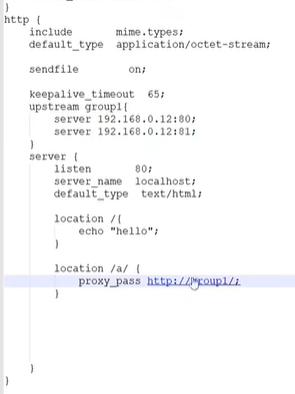 }
http {
include mime.types;
default_type application/octet-stream;
sendfile on;
keepalive_timeout 65;
upstream group1{
server 192.168.0.12:80;
server 192.168.0.12:81;
}
server {
listen 80;
server_name localhost;
default_type text/html;
location /{
echo "hello";
}
location /a/ {
proxy_pass http://group1/;
}
}
}